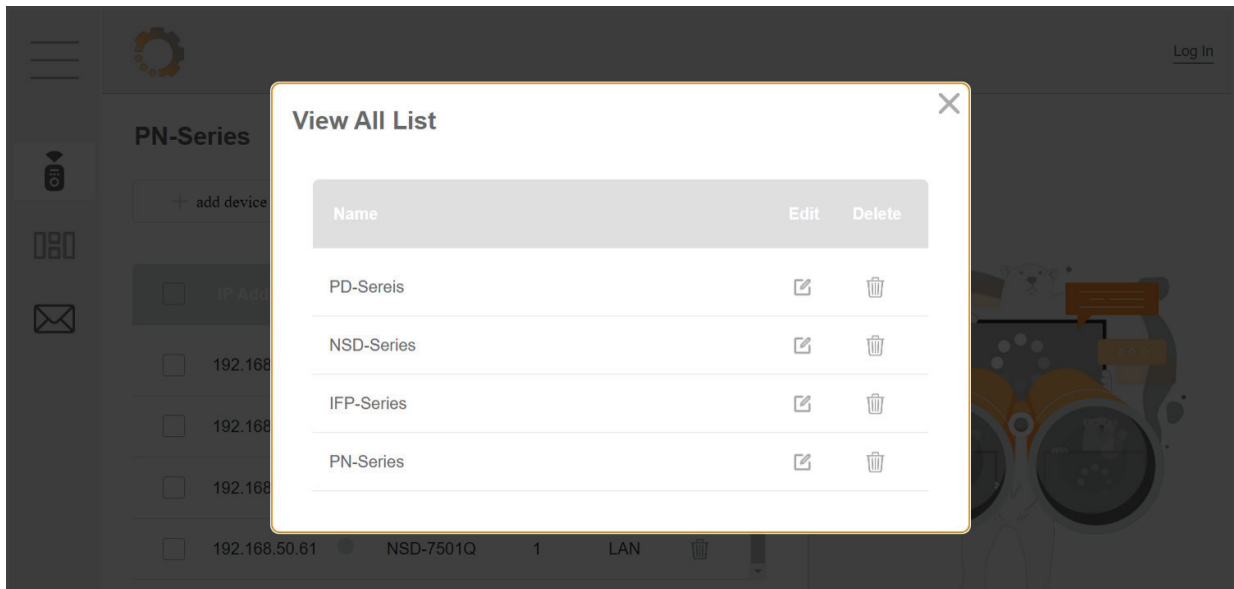 Log In
View All List
PN-Series
add device
Name Edit Delete
PD-Sereis
IP Add
NSD-Series
192.168
IFP-Series
192.168
PN-Series
192.168
192.168.50.61 NSD-7501Q 1 LAN